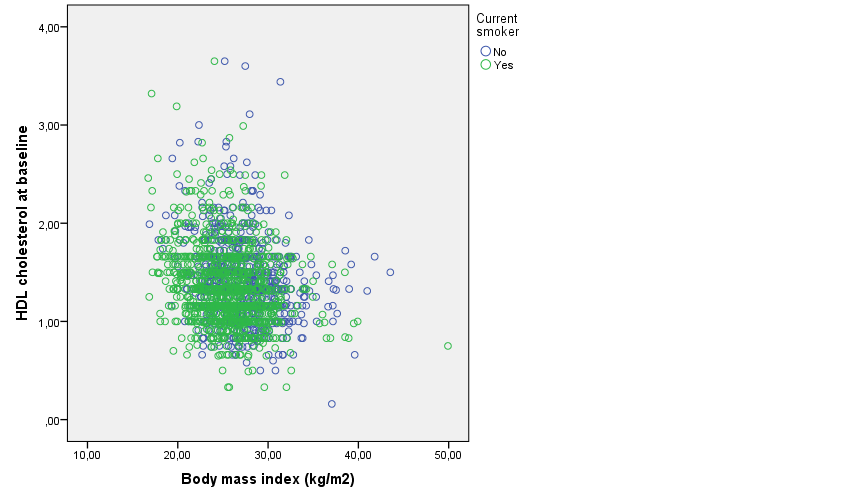 Current
smoker
No
Yes
4,00
3,00
2,00
1,00
,00
HDL cholesterol at baseline
10,00 20,00 30,00 40,00 50,00
Body mass index (kg/m2)